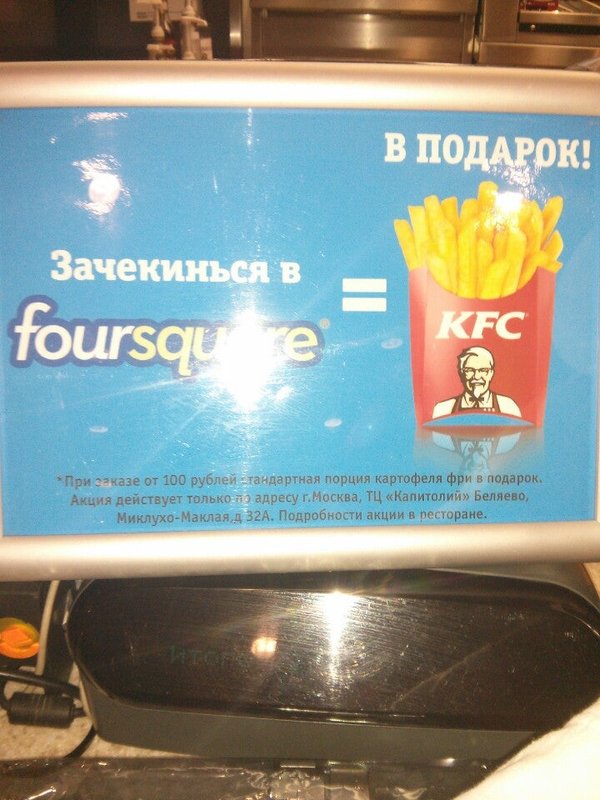 В ПОДАРОК!
Зачекинься в
=
foursquare
KFC
*При заказе от 100 рублей стандартная порция картофеля фри в подарок.
Акция действует только по адресу г.Москва, ТЦ «Капитолий» Беляево,
Миклухо-Маклая,д 32А. Подробности акции в ресторане.
Итого